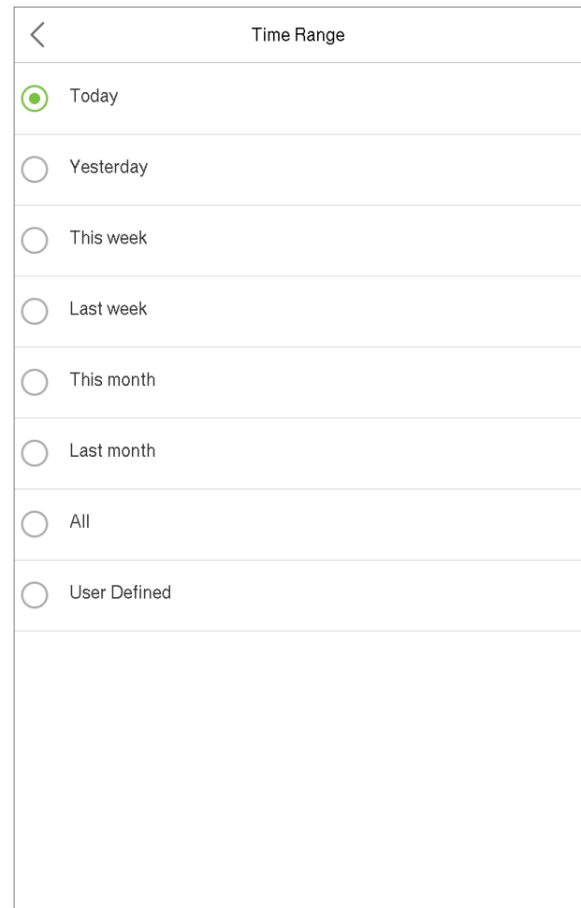 Time Range
Today
Yesterday
This week
Last week
This month
Last month
All
User Defined